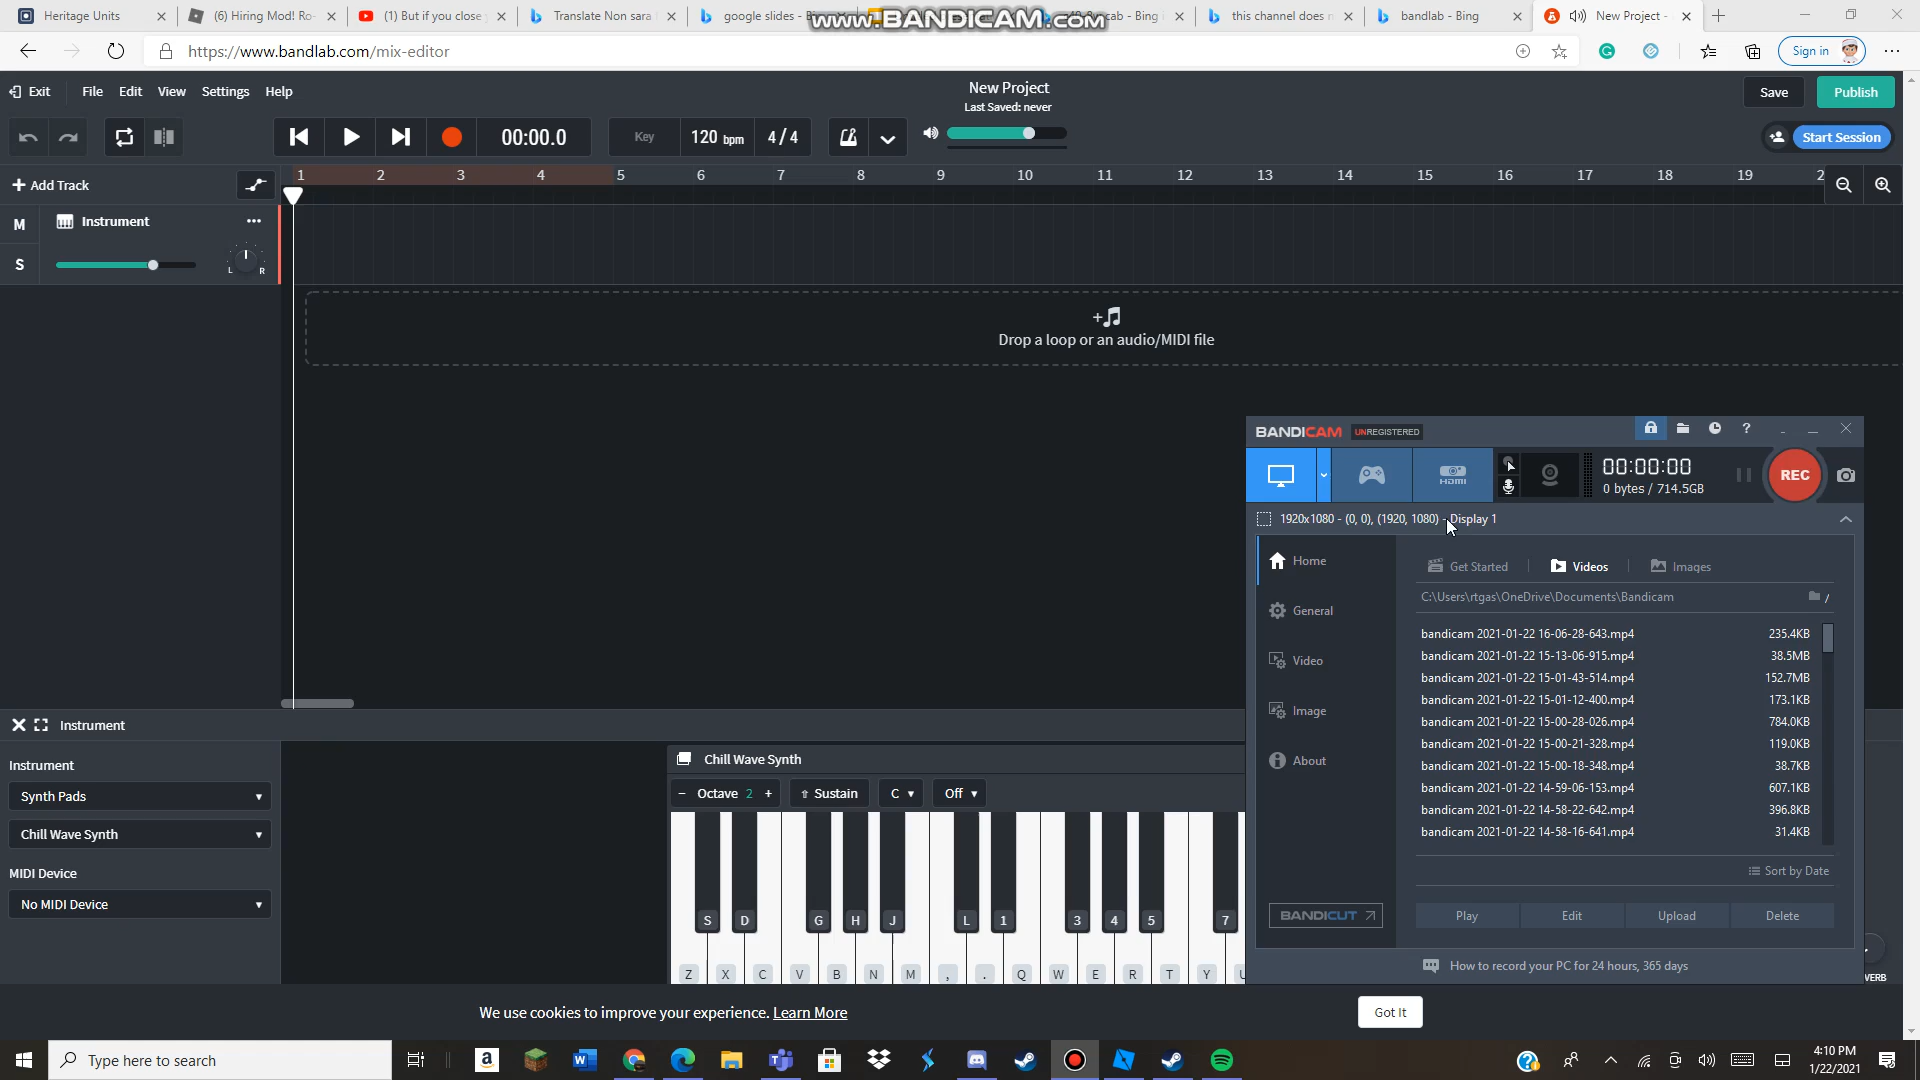 Heritage Units
(6) Hiring Mod! Ro-
(1) But if you close
Translate Non sara
google slides -
cab - Bing
this channel does n
bandlab - Bing
New Project -
WWW.BANDICAM.COM
https://www.bandlab.com/mix-editor
Sign in
Exit
File
Edit
View
Settings
Help
New Project
Last Saved: never
Save
Publish
00:00.0
Key
120 bpm
4/4
Start Session
+ Add Track
1 2 3 4 5 6 7 8 9 10 11 12 13 14 15 16 17 18 19 2
M
Instrument
S
L R
Drop a loop or an audio/MIDI file
BANDICAM
UNREGISTERED
HDMI
00:00:00
0 bytes / 714.5GB
REC
1920x1080 - (0, 0), (1920, 1080) - Display 1
Home
General
Video
Image
About
Get Started
Videos
Images
C:\Users\rtgas\OneDrive\Documents\Bandicam
/
bandicam 2021-01-22 16-06-28-643.mp4 235.4KB
bandicam 2021-01-22 15-13-06-915.mp4 38.5MB
bandicam 2021-01-22 15-01-43-514.mp4 152.7MB
bandicam 2021-01-22 15-01-12-400.mp4 173.1KB
bandicam 2021-01-22 15-00-28-026.mp4 784.0KB
bandicam 2021-01-22 15-00-21-328.mp4 119.0KB
bandicam 2021-01-22 15-00-18-348.mp4 38.7KB
bandicam 2021-01-22 14-59-06-153.mp4 607.1KB
bandicam 2021-01-22 14-58-22-642.mp4 396.8KB
bandicam 2021-01-22 14-58-16-641.mp4 31.4KB
Sort by Date
BANDICUT
Play
Edit
Upload
Delete
How to record your PC for 24 hours, 365 days
Instrument
Instrument
Synth Pads
Chill Wave Synth
MIDI Device
No MIDI Device
Chill Wave Synth
- Octave 2 +
Sustain
C
Off
S D G H J L 1 3 4 5 7
Z X C V B N M , . Q W E R T Y U
VERB
We use cookies to improve your experience. Learn More
Got It
Type here to search
4:10 PM
1/22/2021